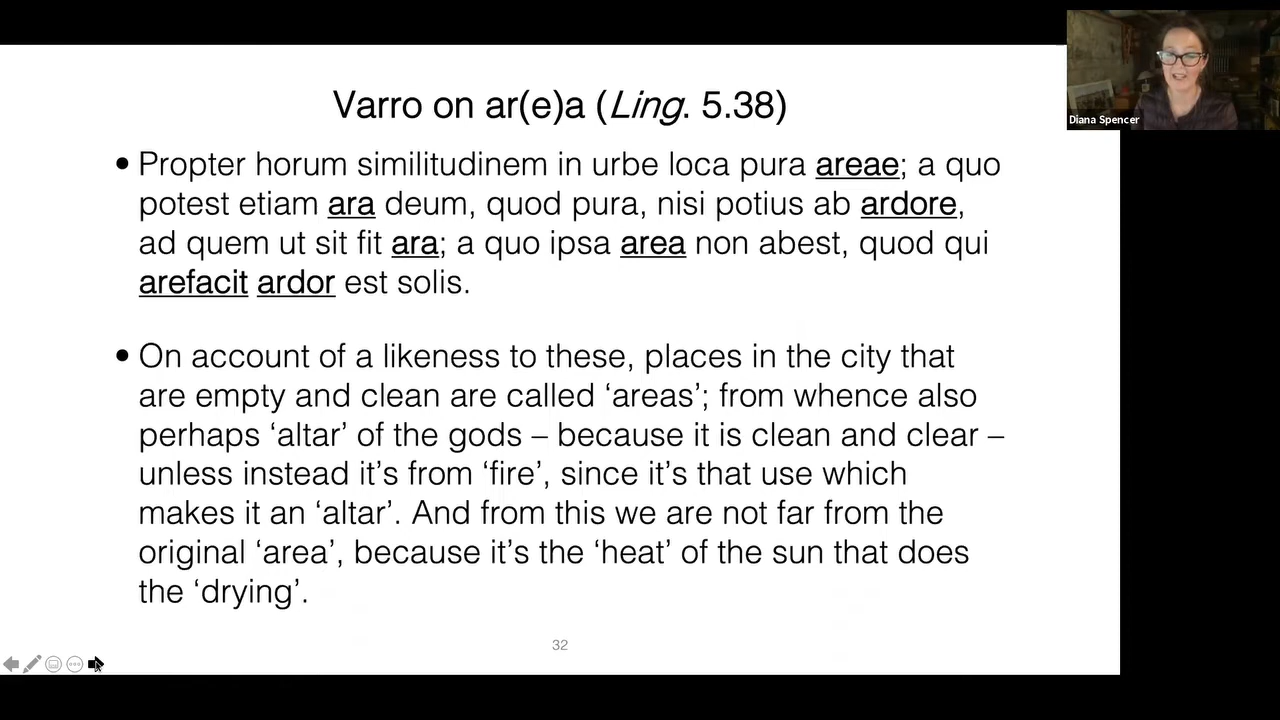 Diana Spencer
Varro on ar(e)a (Ling. 5.38)
• Propter horum similitudinem in urbe loca pura areae; a quo
potest etiam ara deum, quod pura, nisi potius ab ardore,
ad quem ut sit fit ara; a quo ipsa area non abest, quod qui
arefacit ardor est solis.
• On account of a likeness to these, places in the city that
are empty and clean are called ‘areas’; from whence also
perhaps ‘altar’ of the gods – because it is clean and clear –
unless instead it’s from ‘fire’, since it’s that use which
makes it an ‘altar’. And from this we are not far from the
original ‘area’, because it’s the ‘heat’ of the sun that does
the ‘drying’.
32